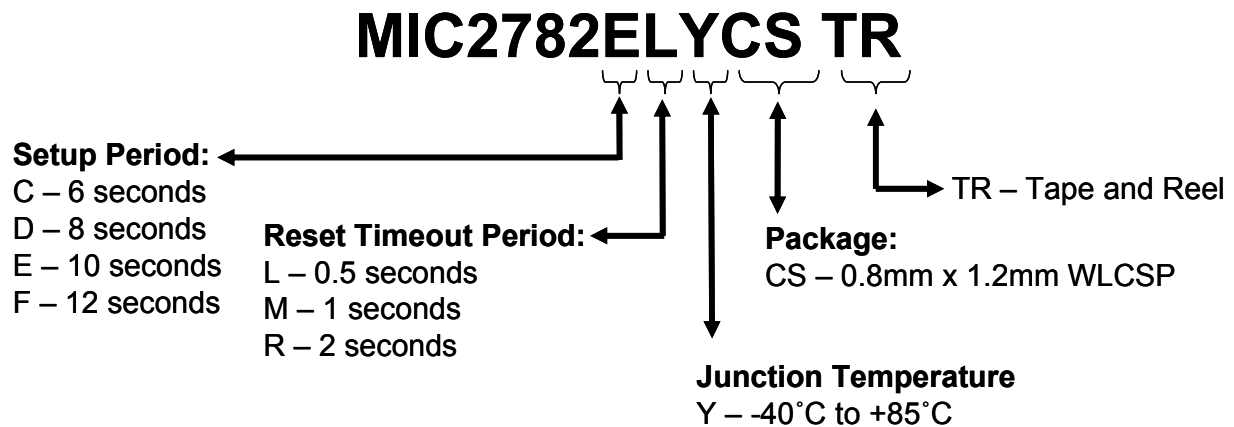 MIC2782ELYCS TR
Setup Period:
C – 6 seconds
D – 8 seconds
E – 10 seconds
F – 12 seconds
Reset Timeout Period:
L – 0.5 seconds
M – 1 seconds
R – 2 seconds
TR – Tape and Reel
Package:
CS – 0.8mm x 1.2mm WLCSP
Junction Temperature
Y – -40˚C to +85˚C